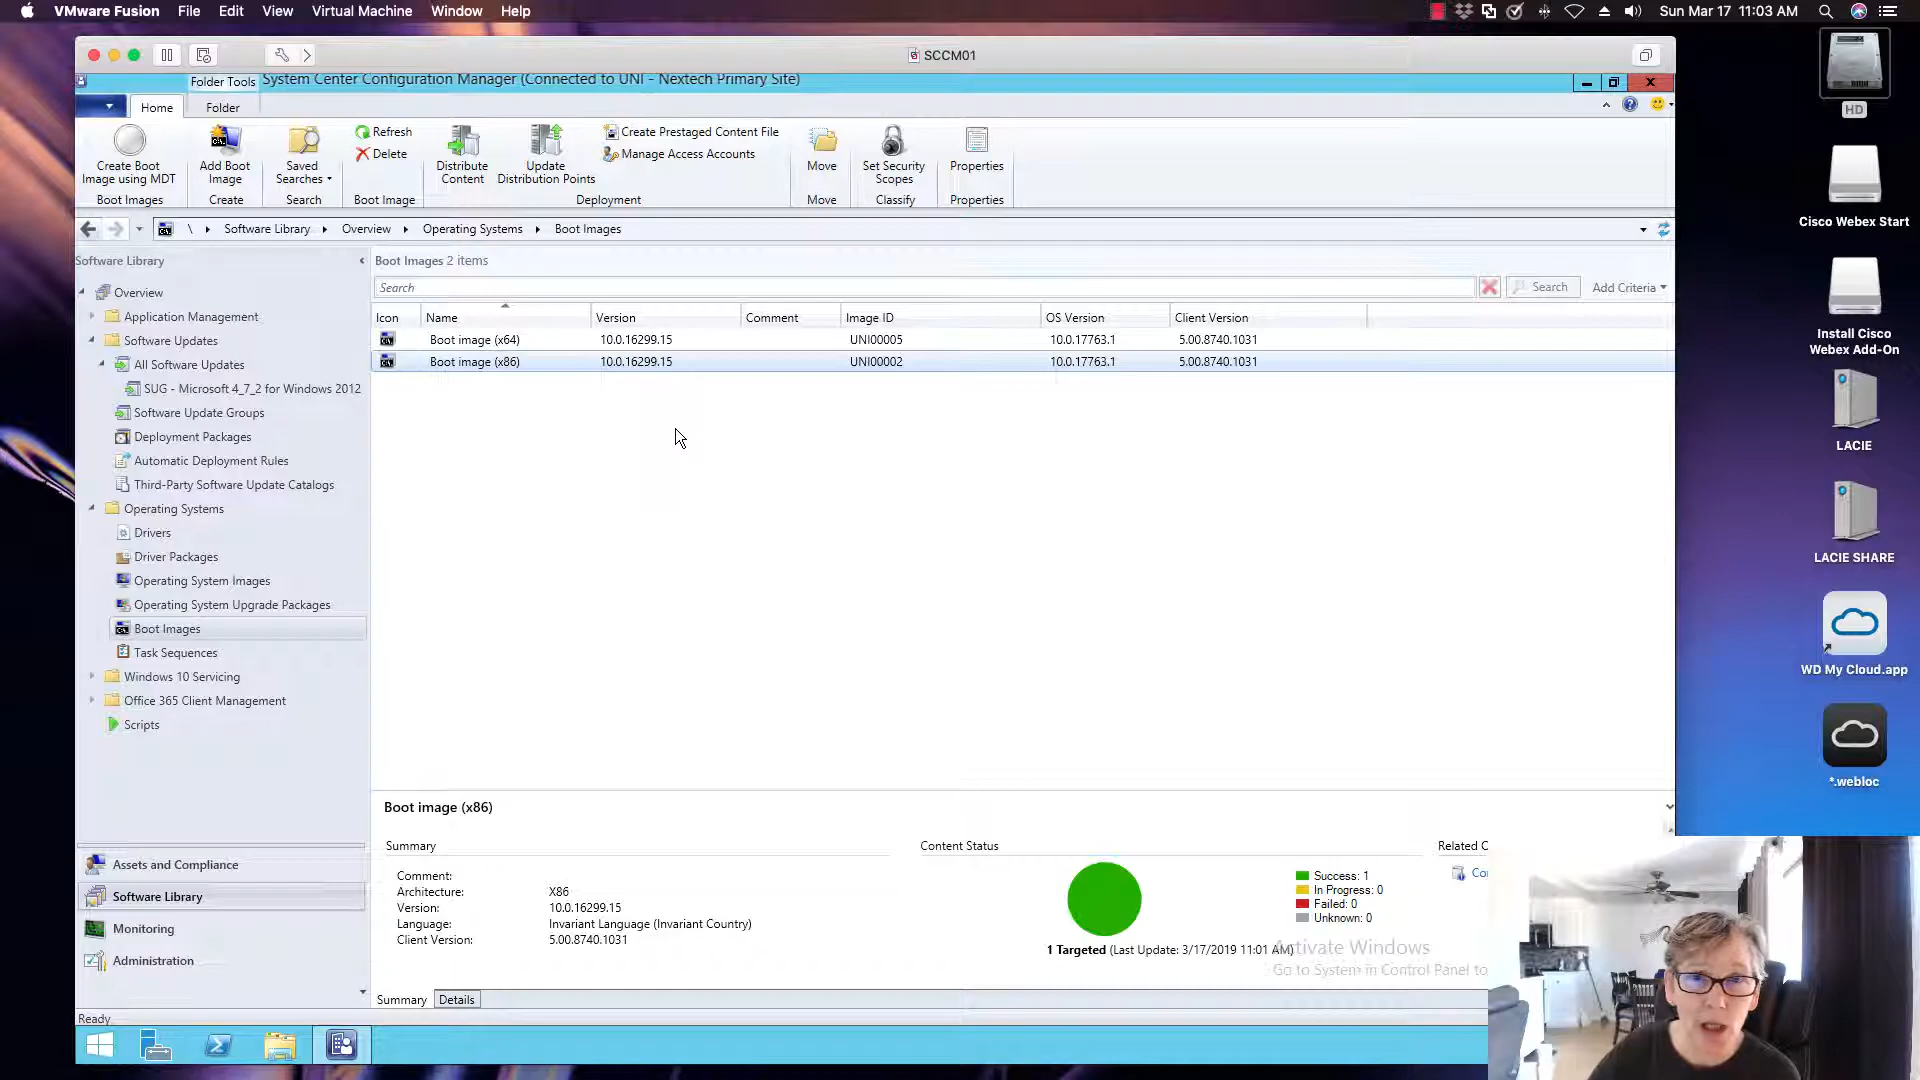 VMware Fusion File Edit View Virtual Machine Window Help Sun Mar 17 11:03 AM
SCCM01
Folder Tools System Center Configuration Manager (Connected to UNI - Nextech Primary Site)
Home Folder
Create Boot Image using MDT
Boot Images
Add Boot Image
Create
Saved Searches
Search
Refresh
Delete
Boot Image
Distribute Content
Update Distribution Points
Create Prestaged Content File
Manage Access Accounts
Deployment
Move
Move
Set Security Scopes
Classify
Properties
Properties
\ Software Library Overview Operating Systems Boot Images
Software Library
Overview
Application Management
Software Updates
All Software Updates
SUG - Microsoft 4_7_2 for Windows 2012
Software Update Groups
Deployment Packages
Automatic Deployment Rules
Third-Party Software Update Catalogs
Operating Systems
Drivers
Driver Packages
Operating System Images
Operating System Upgrade Packages
Boot Images
Task Sequences
Windows 10 Servicing
Office 365 Client Management
Scripts
Assets and Compliance
Software Library
Monitoring
Administration
Ready
Boot Images 2 items
Search Search Add Criteria
Icon Name Version Comment Image ID OS Version Client Version
Boot image (x64) 10.0.16299.15 UNI00005 10.0.17763.1 5.00.8740.1031
Boot image (x86) 10.0.16299.15 UNI00002 10.0.17763.1 5.00.8740.1031
Boot image (x86)
Summary
Comment:
Architecture: X86
Version: 10.0.16299.15
Language: Invariant Language (Invariant Country)
Client Version: 5.00.8740.1031
Content Status
Success: 1
In Progress: 0
Failed: 0
Unknown: 0
1 Targeted (Last Update: 3/17/2019 11:01 AM)
Related C
Co
Activate Windows
Go to System in Control Panel to
Summary Details
HD
Cisco Webex Start
Install Cisco
Webex Add-On
LACIE
LACIE SHARE
WD My Cloud.app
*.webloc